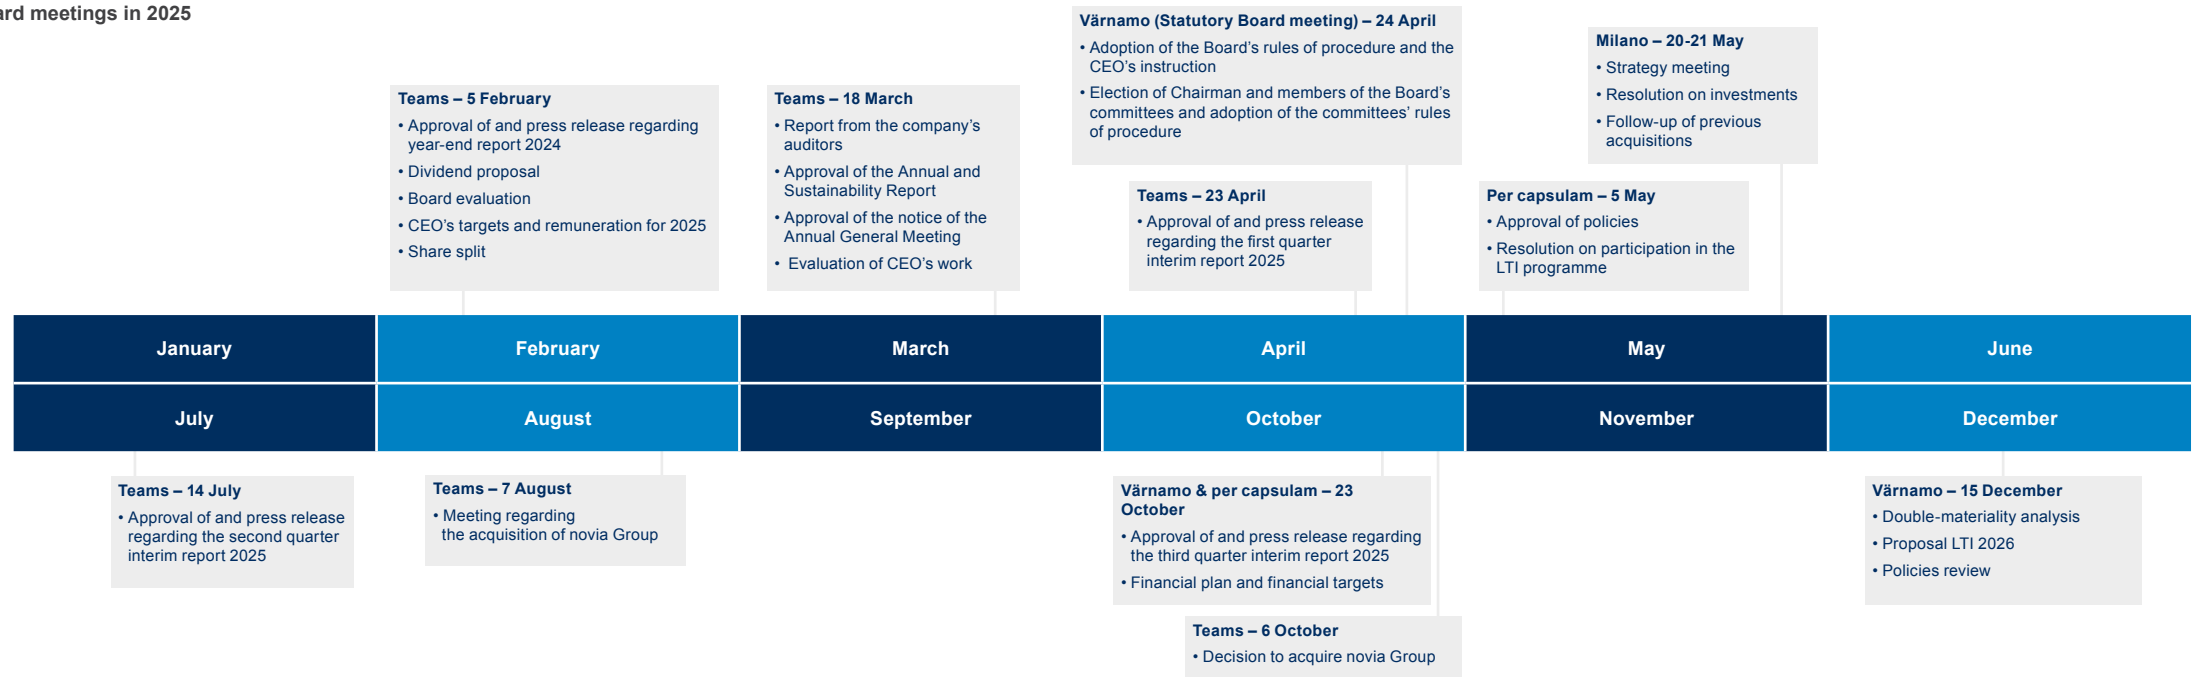 ard meetings in 2025
Teams – 5 February
• Approval of and press release regarding
year-end report 2024
• Dividend proposal
• Board evaluation
• CEO’s targets and remuneration for 2025
• Share split
Teams – 18 March
• Report from the company’s
auditors
• Approval of the Annual and
Sustainability Report
• Approval of the notice of the
Annual General Meeting
• Evaluation of CEO’s work
Värnamo (Statutory Board meeting) – 24 April
• Adoption of the Board’s rules of procedure and the
CEO’s instruction
• Election of Chairman and members of the Board’s
committees and adoption of the committees’ rules
of procedure
Teams – 23 April
• Approval of and press release
regarding the first quarter
interim report 2025
Milano – 20-21 May
• Strategy meeting
• Resolution on investments
• Follow-up of previous
acquisitions
Per capsulam – 5 May
• Approval of policies
• Resolution on participation in the
LTI programme
January
February
March
April
May
June
July
August
September
October
November
December
Teams – 14 July
• Approval of and press release
regarding the second quarter
interim report 2025
Teams – 7 August
• Meeting regarding
the acquisition of novia Group
Värnamo & per capsulam – 23
October
• Approval of and press release regarding
the third quarter interim report 2025
• Financial plan and financial targets
Teams – 6 October
• Decision to acquire novia Group
Värnamo – 15 December
• Double-materiality analysis
• Proposal LTI 2026
• Policies review